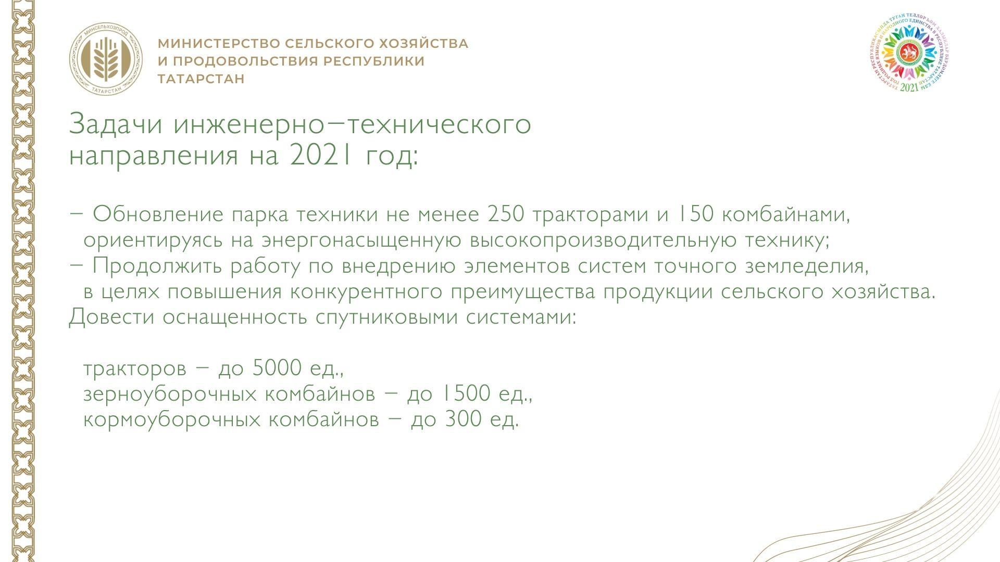 МИНСЕЛЬХОЗПРОД
ТАТАРСТАН
МИНИСТЕРСТВО СЕЛЬСКОГО ХОЗЯЙСТВА
И ПРОДОВОЛЬСТВИЯ РЕСПУБЛИКИ
ТАТАРСТАН
ТАТАРСТАН РЕСПУБЛИКАСЫНДА ТУГАН ТЕЛЛӘР ҺӘМ ХАЛЫКЛАР БЕРДӘМЛЕГЕ ЕЛЫ
ГОД РОДНЫХ ЯЗЫКОВ И НАРОДНОГО ЕДИНСТВА В РЕСПУБЛИКЕ ТАТАРСТАН
2021
Задачи инженерно–технического
направления на 2021 год:
– Обновление парка техники не менее 250 тракторами и 150 комбайнами,
ориентируясь на энергонасыщенную высокопроизводительную технику;
– Продолжить работу по внедрению элементов систем точного земледелия,
в целях повышения конкурентного преимущества продукции сельского хозяйства.
Довести оснащенность спутниковыми системами:
тракторов – до 5000 ед.,
зерноуборочных комбайнов – до 1500 ед.,
кормоуборочных комбайнов – до 300 ед.